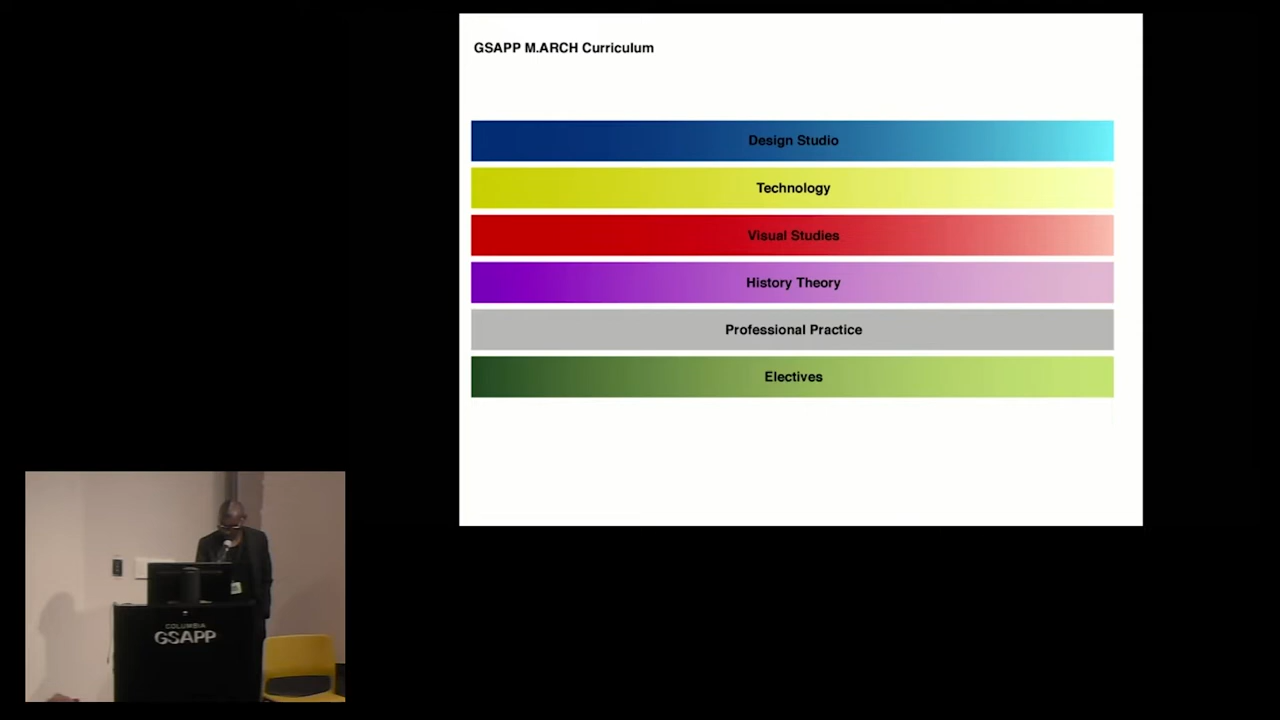 GSAPP M.ARCH Curriculum
Design Studio
Technology
Visual Studies
History Theory
Professional Practice
Electives
COLUMBIA
GSAPP